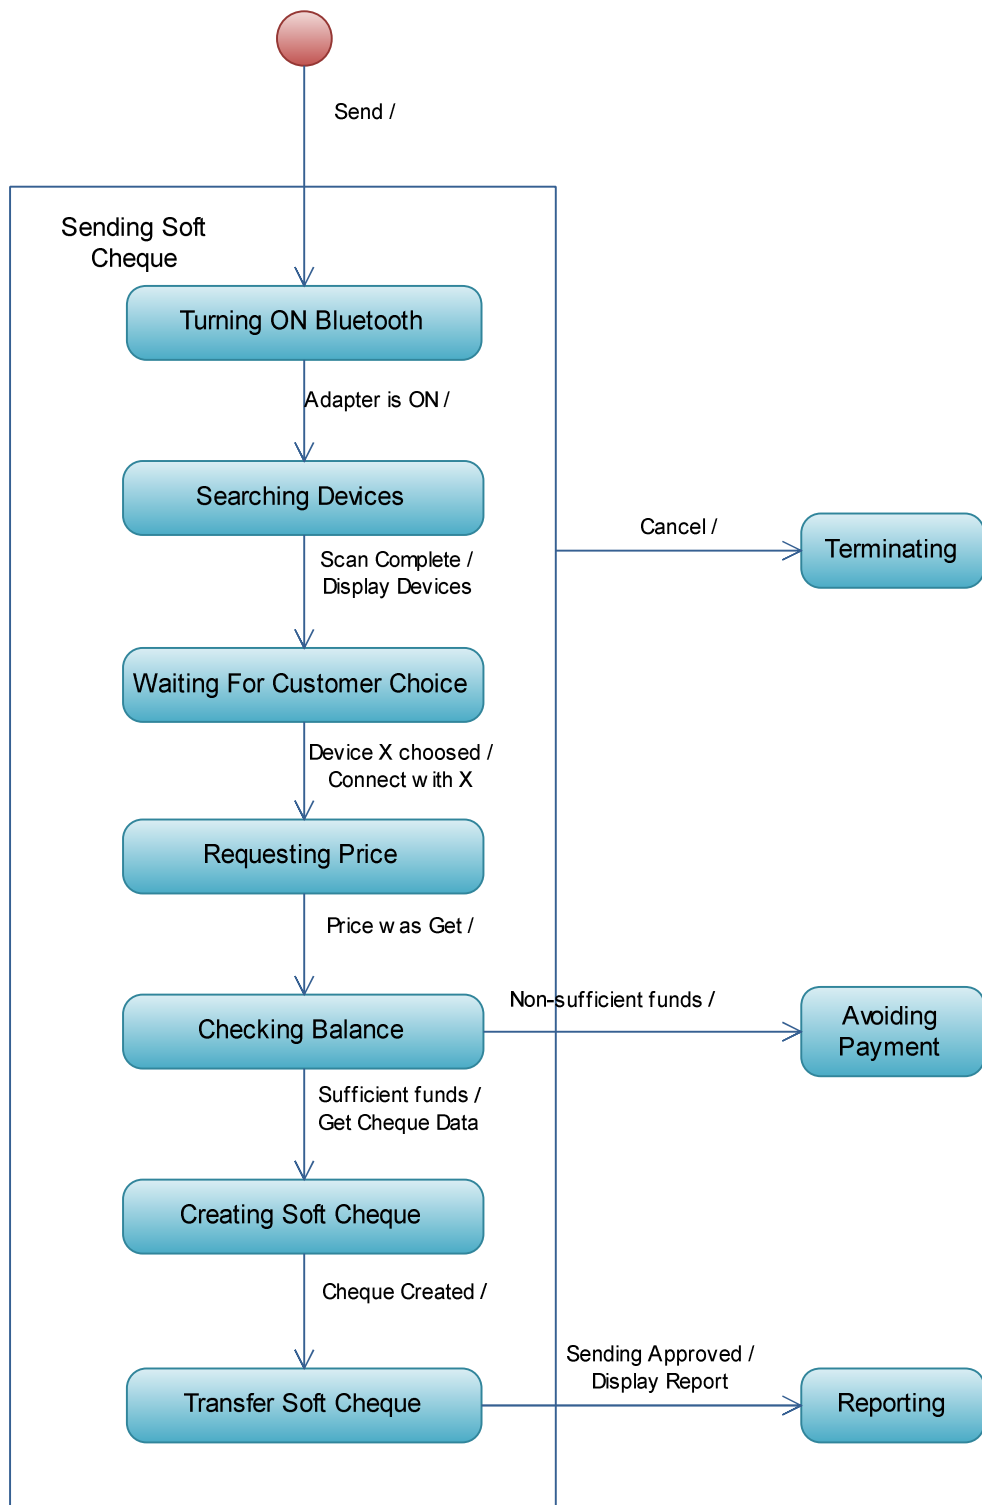 Send /
Sending Soft
Cheque
Turning ON Bluetooth
Adapter is ON /
Searching Devices
Scan Complete /
Display Devices
Cancel /
Terminating
Waiting For Customer Choice
Device X choosed /
Connect with X
Requesting Price
Price was Get /
Checking Balance
Non-sufficient funds /
Avoiding
Payment
Sufficient funds /
Get Cheque Data
Creating Soft Cheque
Cheque Created /
Transfer Soft Cheque
Sending Approved /
Display Report
Reporting